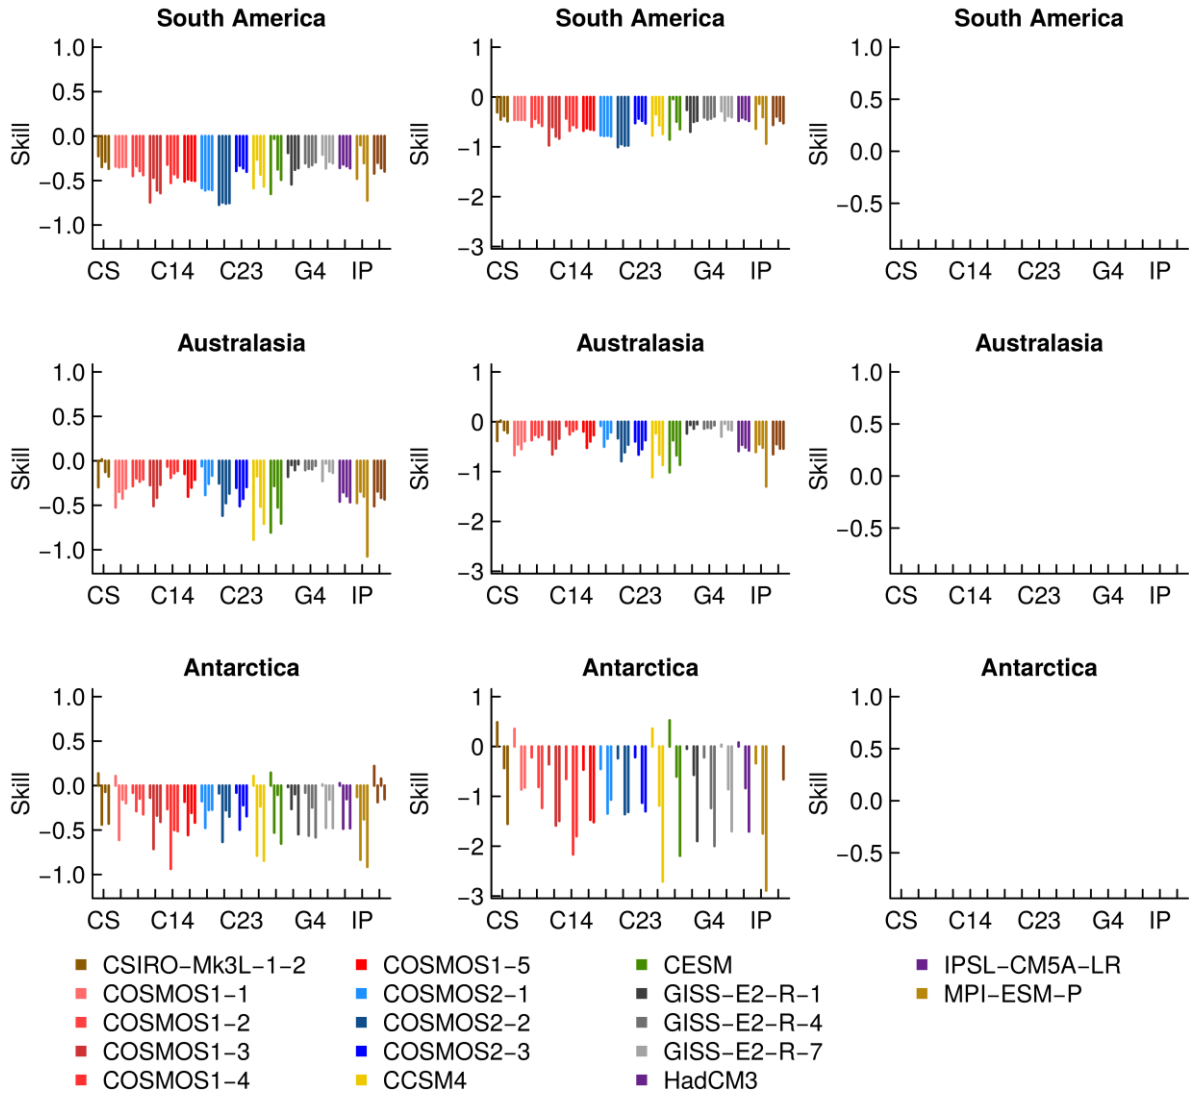 South America South America South America
1.0 1 1.0
0.5 0 0.5
0.0 −1 0.0
−0.5 −2 −0.5
−1.0 −3
Skill Skill Skill
CS C14 C23 G4 IP CS C14 C23 G4 IP CS C14 C23 G4 IP
Australasia Australasia Australasia
1.0 1 1.0
0.5 0 0.5
0.0 −1 0.0
−0.5 −2 −0.5
−1.0 −3
Skill Skill Skill
CS C14 C23 G4 IP CS C14 C23 G4 IP CS C14 C23 G4 IP
Antarctica Antarctica Antarctica
1.0 1 1.0
0.5 0 0.5
0.0 −1 0.0
−0.5 −2 −0.5
−1.0 −3
Skill Skill Skill
CS C14 C23 G4 IP CS C14 C23 G4 IP CS C14 C23 G4 IP
CSIRO−Mk3L−1−2 COSMOS1−5 CESM IPSL−CM5A−LR
COSMOS1−1 COSMOS2−1 GISS−E2−R−1 MPI−ESM−P
COSMOS1−2 COSMOS2−2 GISS−E2−R−4
COSMOS1−3 COSMOS2−3 GISS−E2−R−7
COSMOS1−4 CCSM4 HadCM3